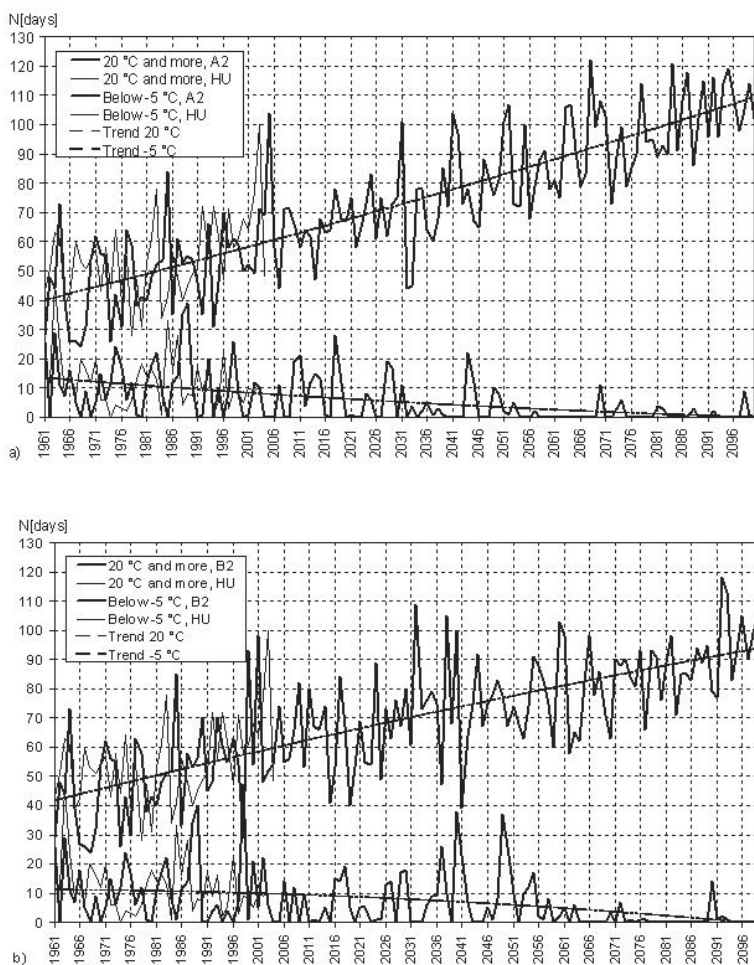 N[days]
130
120
110
100
90
80
70
60
50
40
30
20
10
0
20 °C and more, A2
20 °C and more, HU
Below -5 °C, A2
Below -5 °C, HU
Trend 20 °C
Trend -5 °C
1961 1966 1971 1976 1981 1986 1991 1996 2001 2006 2011 2016 2021 2026 2031 2036 2041 2046 2051 2056 2061 2066 2071 2076 2081 2086 2091 2096
a)
N[days]
130
120
110
100
90
80
70
60
50
40
30
20
10
0
20 °C and more, B2
20 °C and more, HU
Below -5 °C, B2
Below -5 °C, HU
Trend 20 °C
Trend -5 °C
1961 1966 1971 1976 1981 1986 1991 1996 2001 2006 2011 2016 2021 2026 2031 2036 2041 2046 2051 2056 2061 2066 2071 2076 2081 2086 2091 2096
b)